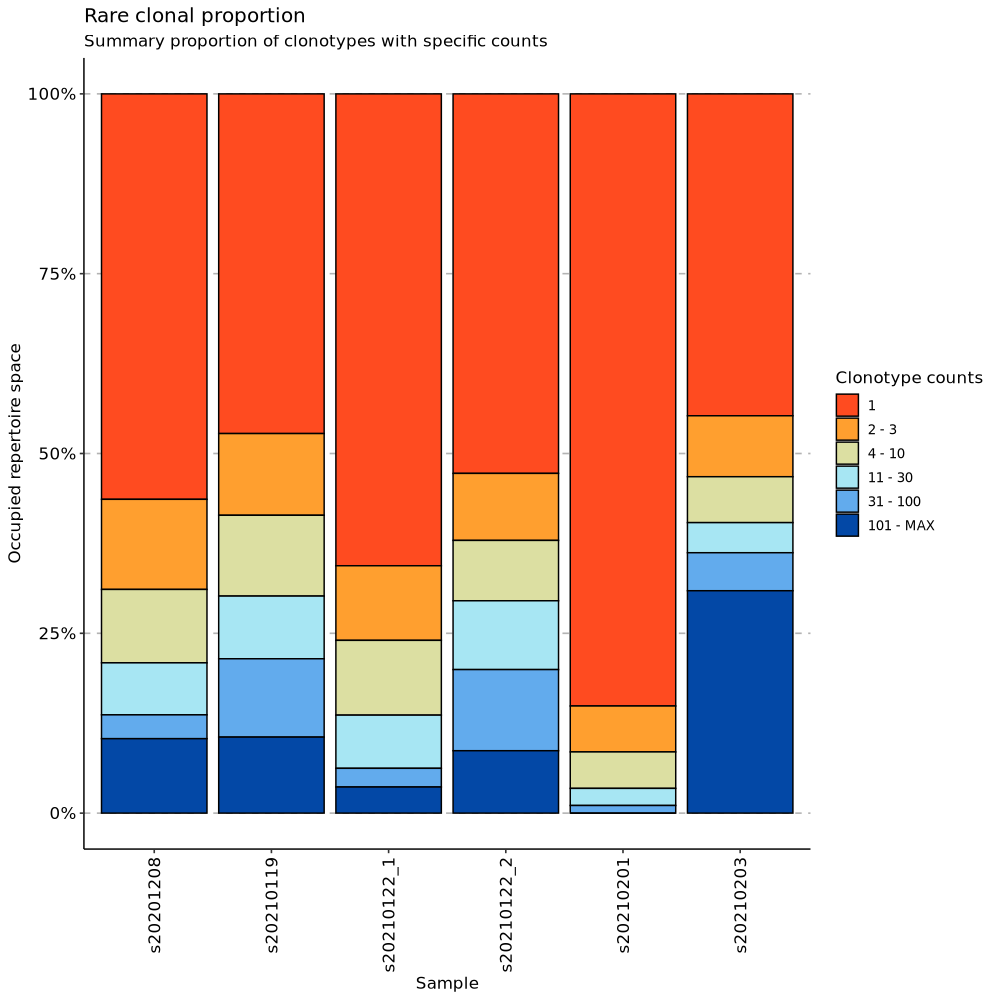 Rare clonal proportion
Summary proportion of clonotypes with specific counts
Occupied repertoire space
100%
75%
50%
25%
0%
s20201208
s20210119
s20210122_1
s20210122_2
s20210201
s20210203
Sample
Clonotype counts
1
2 - 3
4 - 10
11 - 30
31 - 100
101 - MAX